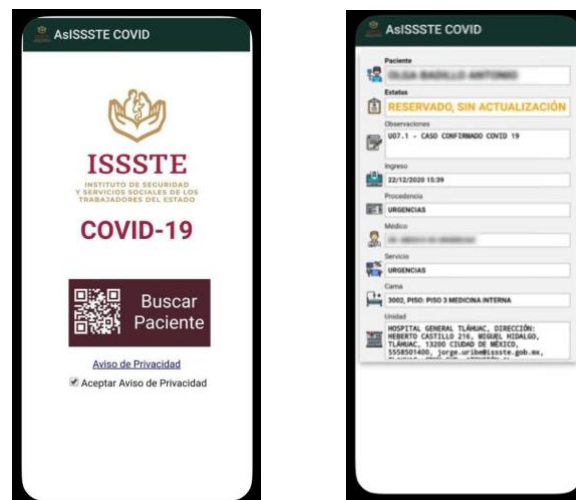 AsISSSTE COVID
ISSSTE
INSTITUTO DE SEGURIDAD
Y SERVICIOS SOCIALES DE LOS
TRABAJADORES DEL ESTADO
COVID-19
Buscar
Paciente
Aviso de Privacidad
Aceptar Aviso de Privacidad
AsISSSTE COVID
Paciente
Estatus
RESERVADO, SIN ACTUALIZACIÓN
Observaciones
U07.1 - CASO CONFIRMADO COVID 19
Ingreso
22/12/2020 15:39
Procedencia
URGENCIAS
Médico
Servicio
URGENCIAS
Cama
3002, PISO: PISO 3 MEDICINA INTERNA
Unidad
HOSPITAL GENERAL TLÁHUAC, DIRECCIÓN:
HEBERTO CASTILLO 216, MIGUEL HIDALGO,
TLÁHUAC, 13200 CIUDAD DE MÉXICO,
5558501400, jorge.uribe@issste.gob.mx,